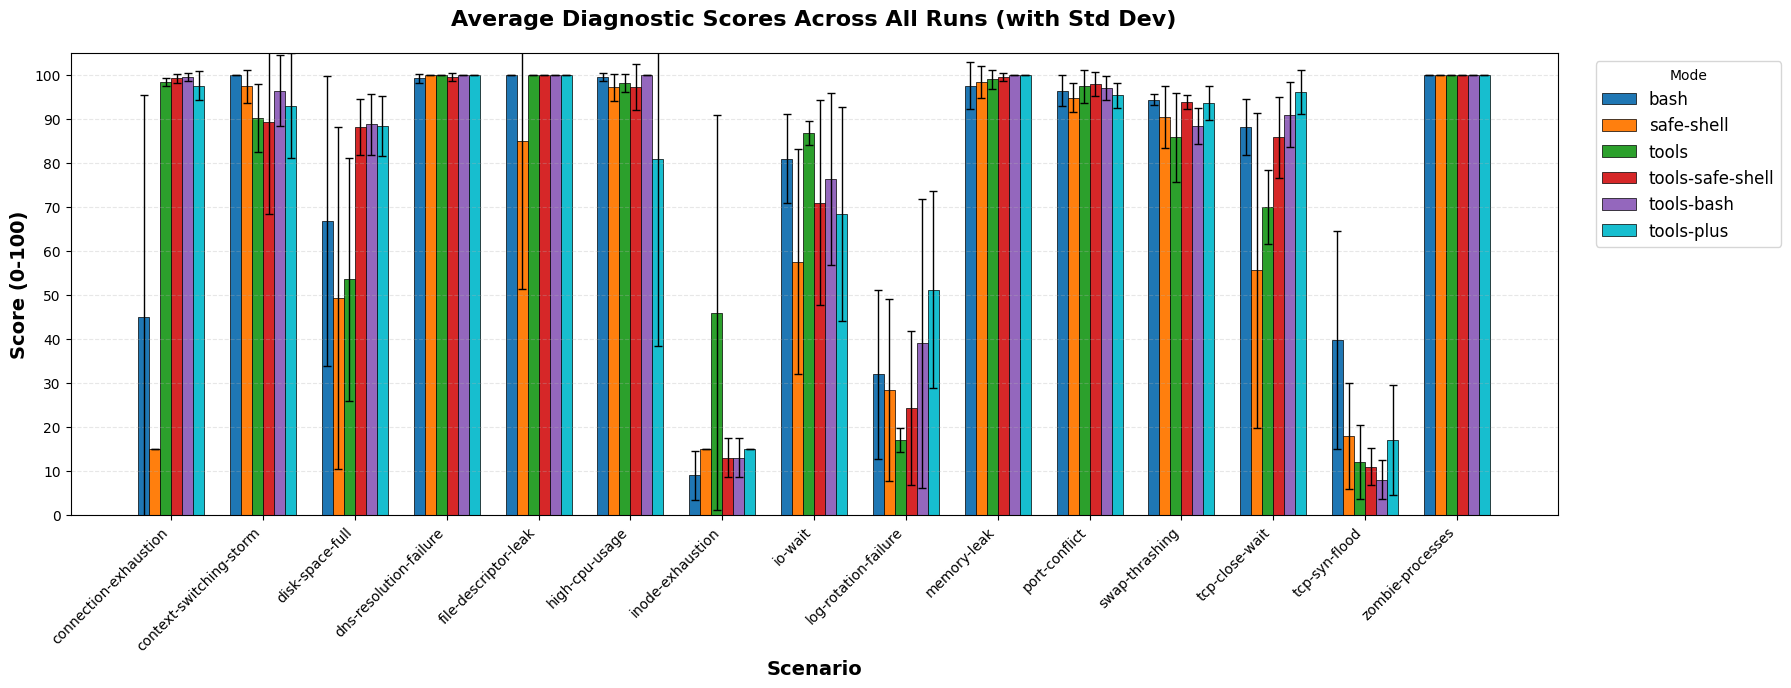 Average Diagnostic Scores Across All Runs (with Std Dev)
Score (0-100)
100
90
80
70
60
50
40
30
20
10
0
connection-exhaustion
context-switching-storm
disk-space-full
dns-resolution-failure
file-descriptor-leak
high-cpu-usage
inode-exhaustion
io-wait
log-rotation-failure
memory-leak
port-conflict
swap-thrashing
tcp-close-wait
tcp-syn-flood
zombie-processes
Scenario
Mode
bash
safe-shell
tools
tools-safe-shell
tools-bash
tools-plus